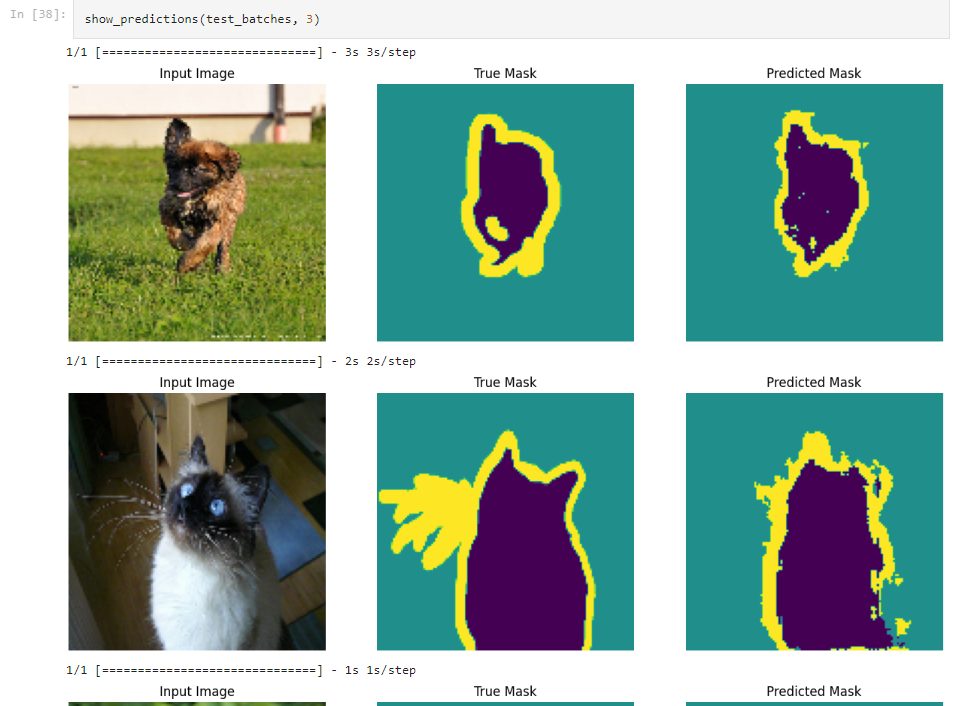 In [38]:
show_predictions(test_batches, 3)
1/1 [==============================] - 3s 3s/step
Input Image
True Mask
Predicted Mask
1/1 [==============================] - 2s 2s/step
Input Image
True Mask
Predicted Mask
1/1 [==============================] - 1s 1s/step
Input Image
True Mask
Predicted Mask